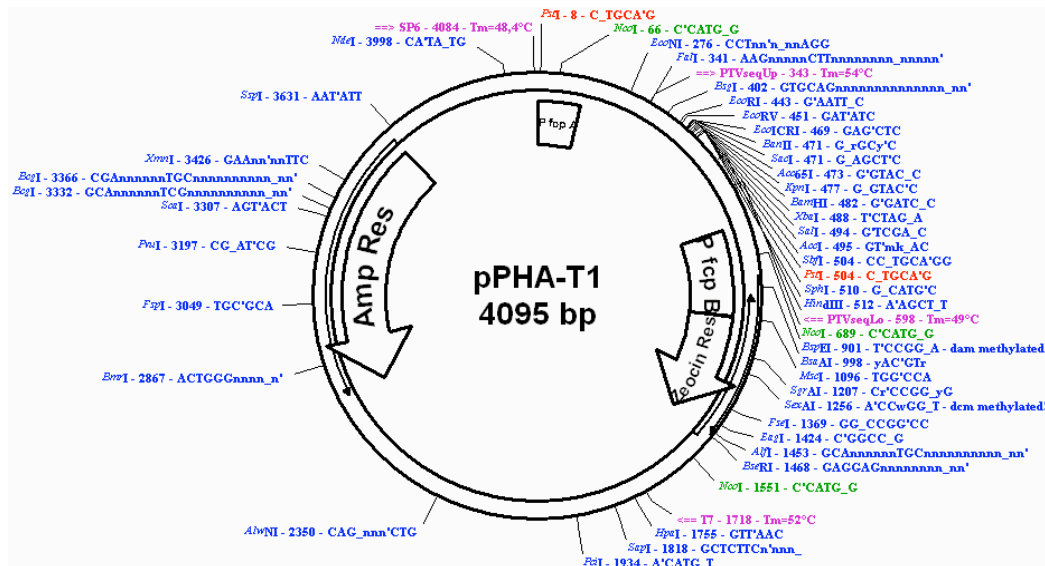 ==> SP6 - 4084 - Tm=48,4°C
PstI - 8 - C_TGCA'G
NcoI - 66 - C'CATG_G
NdeI - 3998 - CA'TA_TG
EcoNI - 276 - CCTnn'n_nnAGG
FalI - 341 - AAGnnnnnCTTnnnnnnnn_nnnnn'
==> PTVseqUp - 343 - Tm=54°C
BsgI - 402 - GTGCAGnnnnnnnnnnnnnn_nn'
SspI - 3631 - AAT'ATT
EcoRI - 443 - G'AATT_C
EcoRV - 451 - GAT'ATC
EcoICRI - 469 - GAG'CTC
BanII - 471 - G_rGCy'C
SacI - 471 - G_AGCT'C
Acc65I - 473 - G'GTAC_C
KpnI - 477 - G_GTAC'C
BamHI - 482 - G'GATC_C
XbaI - 488 - T'CTAG_A
SalI - 494 - G'TCGA_C
AccI - 495 - GT'mk_AC
SbfI - 504 - CC_TGCA'GG
PstI - 504 - C_TGCA'G
SphI - 510 - G_CATG'C
HindIII - 512 - A'AGCT_T
<== PTVseqLo - 598 - Tm=49°C
NcoI - 689 - C'CATG_G
BspEI - 901 - T'CCGG_A - dam methylated
BsaAI - 998 - yAC'GTr
MscI - 1096 - TGG'CCA
SgrAI - 1207 - Cr'CCGG_yG
SexAI - 1256 - A'CCwGG_T - dcm methylated
FseI - 1369 - GG_CCGG'CC
EagI - 1424 - C'GGCC_G
AlfI - 1453 - GCAnnnnnnTGCnnnnnnnnnn_nn'
BseRI - 1468 - GAGGAGnnnnnnnn_nn'
NcoI - 1551 - C'CATG_G
XmnI - 3426 - GAAnn'nnTTC
BcgI - 3366 - CGAnnnnnnTGCnnnnnnnnnn_nn'
BcgI - 3332 - GCAnnnnnnTCGnnnnnnnnnn_nn'
ScaI - 3307 - AGT'ACT
PvuI - 3197 - CG_AT'CG
FspI - 3049 - TGC'GCA
BmrI - 2867 - ACTGGGnnnn_n'
P fcp A
Amp Res
pPHA-T1
4095 bp
P fcp B
Zeocin Res
<== T7 - 1718 - Tm=52°C
AlwNI - 2350 - CAG_nnn'CTG
HpaI - 1755 - GTT'AAC
SapI - 1818 - GCTCTTCn'nnn_
PciI - 1934 - A'CATG_T